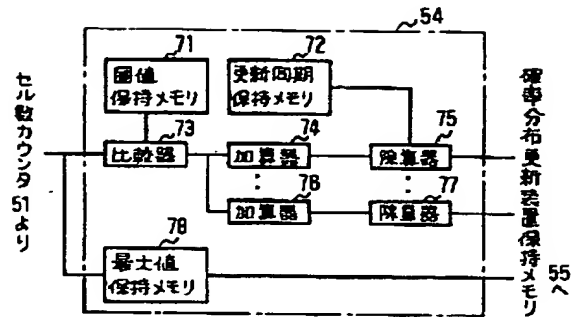 54
71
72
閾値
保持メモリ
更新周期
保持メモリ
73
74
75
比較器
加算器
除算器
76
77
加算器
除算器
78
最大値
保持メモリ
セル数カウンタ51より
確率分布更新装置保持メモリ
55へ